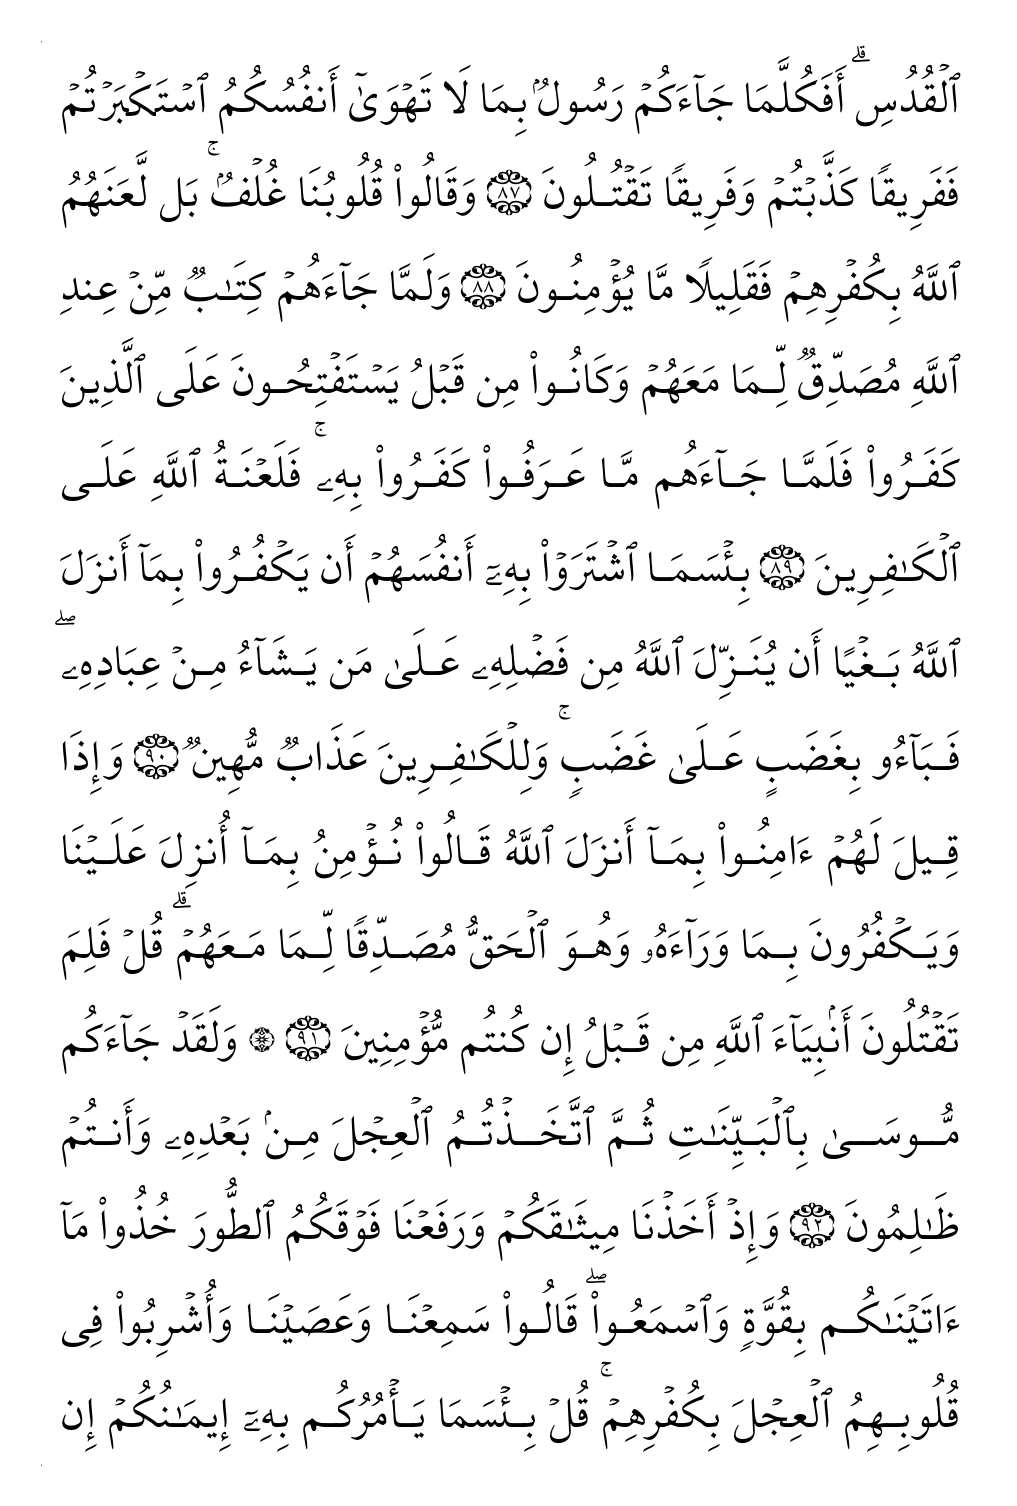 ٱلۡقُدُسِۗ أَفَكُلَّمَا جَآءَكُمۡ رَسُولُۢ بِمَا لَا تَهۡوَىٰٓ أَنفُسُكُمُ ٱسۡتَكۡبَرۡتُمۡ
فَفَرِيقٗا كَذَّبۡتُمۡ وَفَرِيقٗا تَقۡتُلُونَ ٨٧ وَقَالُواْ قُلُوبُنَا غُلۡفُۢۚ بَل لَّعَنَهُمُ
ٱللَّهُ بِكُفۡرِهِمۡ فَقَلِيلٗا مَّا يُؤۡمِنُونَ ٨٨ وَلَمَّا جَآءَهُمۡ كِتَٰبٞ مِّنۡ عِندِ
ٱللَّهِ مُصَدِّقٞ لِّمَا مَعَهُمۡ وَكَانُواْ مِن قَبۡلُ يَسۡتَفۡتِحُونَ عَلَى ٱلَّذِينَ
كَفَرُواْ فَلَمَّا جَآءَهُم مَّا عَرَفُواْ كَفَرُواْ بِهِۦۚ فَلَعۡنَةُ ٱللَّهِ عَلَى
ٱلۡكَٰفِرِينَ ٨٩ بِئۡسَمَا ٱشۡتَرَوۡاْ بِهِۦٓ أَنفُسَهُمۡ أَن يَكۡفُرُواْ بِمَآ أَنزَلَ
ٱللَّهُ بَغۡيًا أَن يُنَزِّلَ ٱللَّهُ مِن فَضۡلِهِۦ عَلَىٰ مَن يَشَآءُ مِنۡ عِبَادِهِۦۖ
فَبَآءُو بِغَضَبٍ عَلَىٰ غَضَبٖۚ وَلِلۡكَٰفِرِينَ عَذَابٞ مُّهِينٞ ٩٠ وَإِذَا
قِيلَ لَهُمۡ ءَامِنُواْ بِمَآ أَنزَلَ ٱللَّهُ قَالُواْ نُؤۡمِنُ بِمَآ أُنزِلَ عَلَيۡنَا
وَيَكۡفُرُونَ بِمَا وَرَآءَهُۥ وَهُوَ ٱلۡحَقُّ مُصَدِّقٗا لِّمَا مَعَهُمۡۗ قُلۡ فَلِمَ
تَقۡتُلُونَ أَنۢبِيَآءَ ٱللَّهِ مِن قَبۡلُ إِن كُنتُم مُّؤۡمِنِينَ ٩١ ۞ وَلَقَدۡ جَآءَكُم
مُّوسَىٰ بِٱلۡبَيِّنَٰتِ ثُمَّ ٱتَّخَذۡتُمُ ٱلۡعِجۡلَ مِنۢ بَعۡدِهِۦ وَأَنتُمۡ
ظَٰلِمُونَ ٩٢ وَإِذۡ أَخَذۡنَا مِيثَٰقَكُمۡ وَرَفَعۡنَا فَوۡقَكُمُ ٱلطُّورَ خُذُواْ مَآ
ءَاتَيۡنَٰكُم بِقُوَّةٖ وَٱسۡمَعُواْۖ قَالُواْ سَمِعۡنَا وَعَصَيۡنَا وَأُشۡرِبُواْ فِي
قُلُوبِهِمُ ٱلۡعِجۡلَ بِكُفۡرِهِمۡۚ قُلۡ بِئۡسَمَا يَأۡمُرُكُم بِهِۦٓ إِيمَٰنُكُمۡ إِن